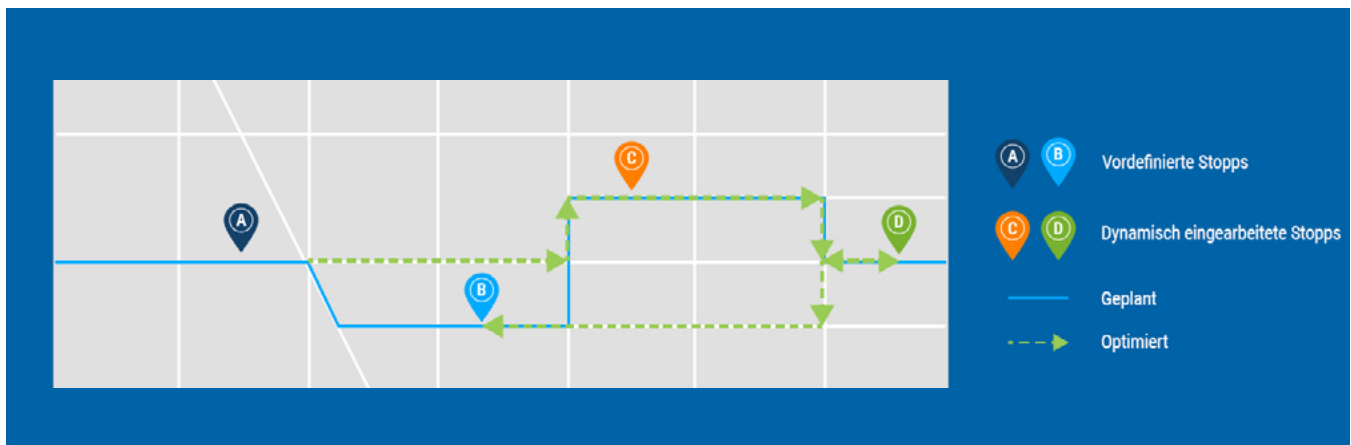 C
A
D
B
A B Vordefinierte Stopps
C D Dynamisch eingearbeitete Stopps
Geplant
Optimiert